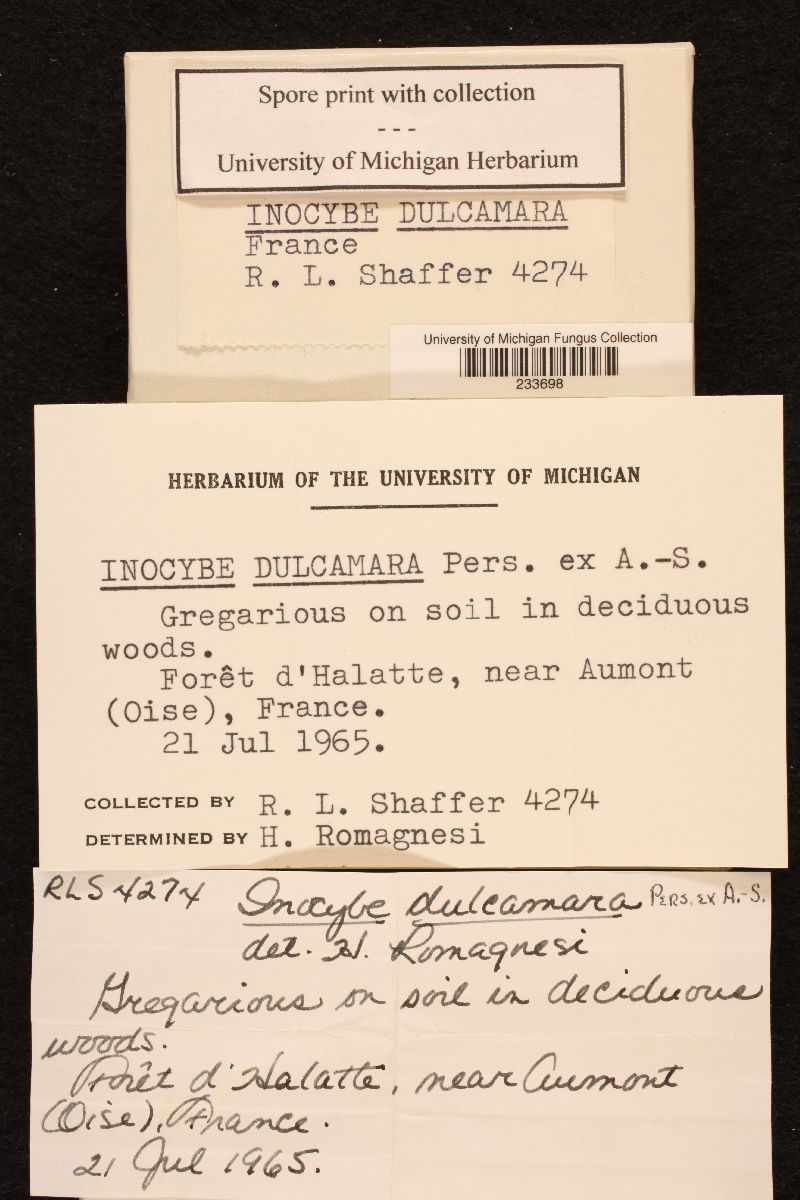 Spore print with collection
- - -
University of Michigan Herbarium
INOCYBE DULCAMARA
France
R. L. Shaffer 4274
University of Michigan Fungus Collection
233698
HERBARIUM OF THE UNIVERSITY OF MICHIGAN
INOCYBE DULCAMARA Pers. ex A.-S.
Gregarious on soil in deciduous
woods.
Forêt d'Halatte, near Aumont
(Oise), France.
21 Jul 1965.
COLLECTED BY R. L. Shaffer 4274
DETERMINED BY H. Romagnesi
RLS 4274 Inocybe dulcamara PERS. EX A.-S.
det. H. Romagnesi
Gregarious on soil in deciduous
woods.
Forêt d'Halatte, near Aumont
(Oise), France.
21 Jul 1965.